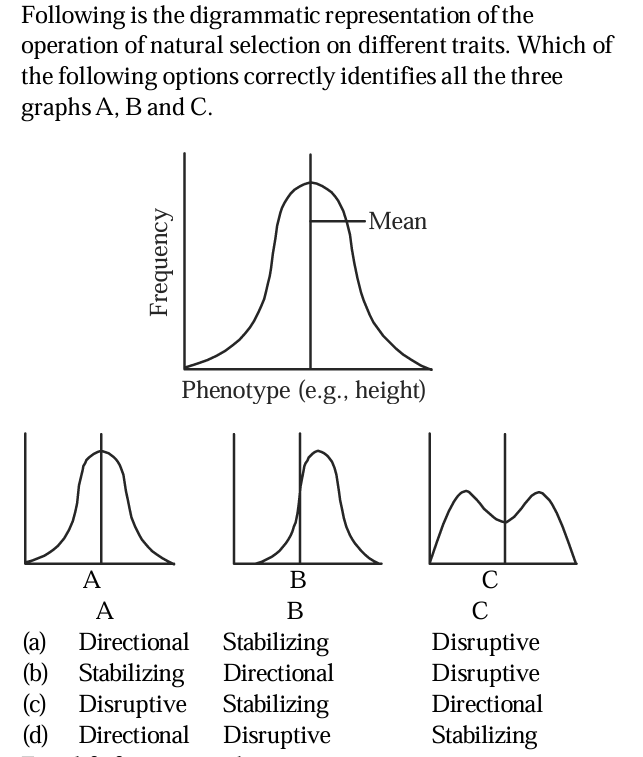 Following is the digrammatic representation of the
operation of natural selection on different traits. Which of
the following options correctly identifies all the three
graphs A, B and C.
Frequency
Mean
Phenotype (e.g., height)
A B C
A B C
(a) Directional Stabilizing Disruptive
(b) Stabilizing Directional Disruptive
(c) Disruptive Stabilizing Directional
(d) Directional Disruptive Stabilizing